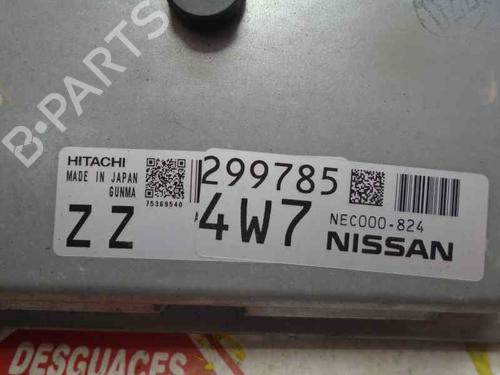 B-PARTS
HITACHI
MADE IN JAPAN
GUNMA
75369540
ZZ
299785
4W7
NEC000-824
NISSAN
DESGUACES